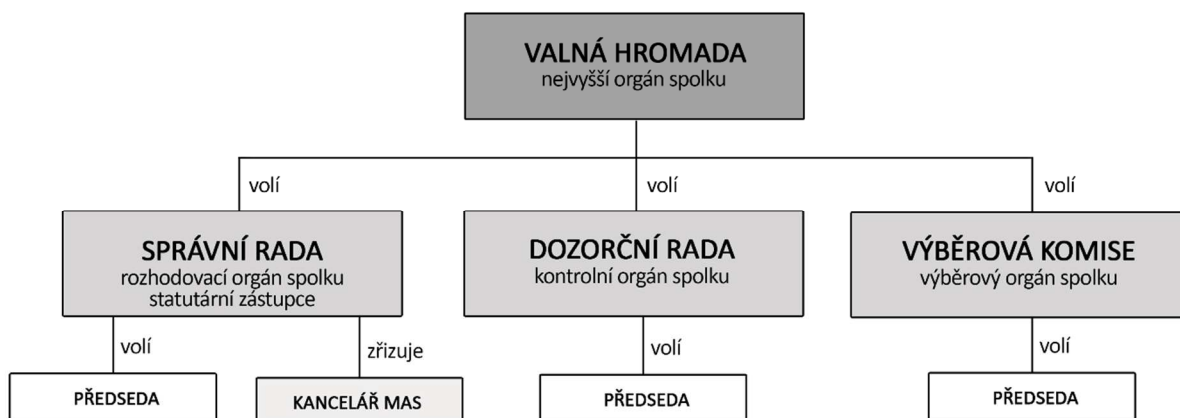 VALNÁ HROMADA
nejvyšší orgán spolku
volí
volí
volí
SPRÁVNÍ RADA
rozhodovací orgán spolku
statutární zástupce
DOZORČNÍ RADA
kontrolní orgán spolku
VÝBĚROVÁ KOMISE
výběrový orgán spolku
volí
zřizuje
volí
volí
PŘEDSEDA
KANCELÁŘ MAS
PŘEDSEDA
PŘEDSEDA